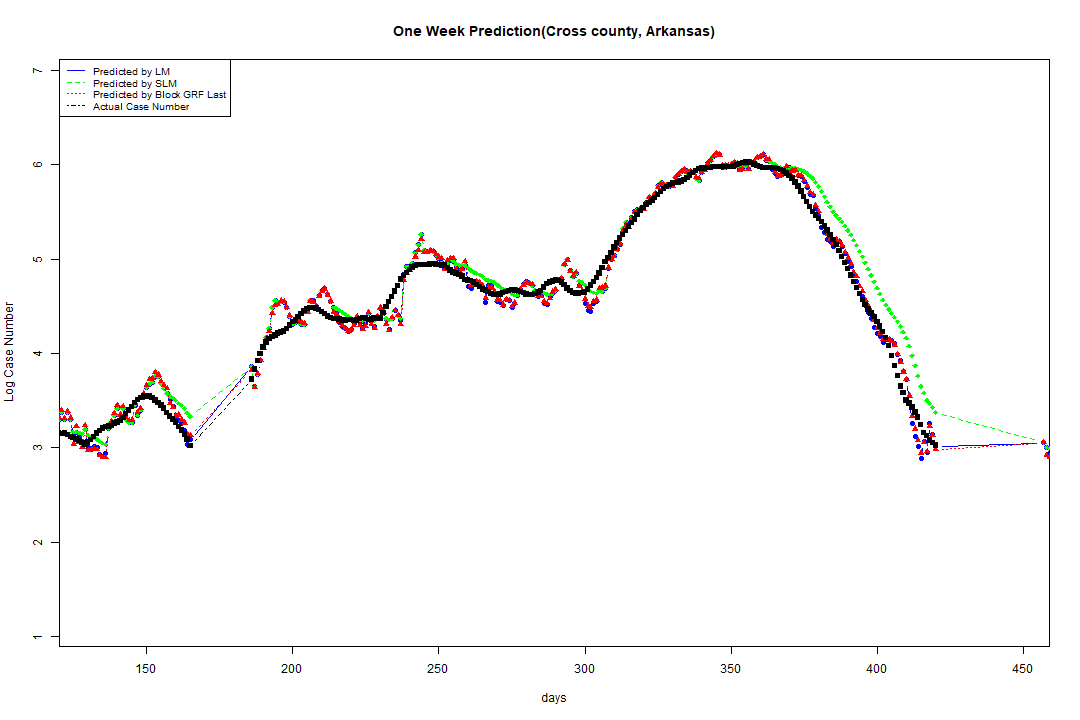 One Week Prediction(Cross county, Arkansas)
Predicted by LM
Predicted by SLM
Predicted by Block GRF Last
Actual Case Number
7
6
5
4
3
2
1
Log Case Number
150 200 250 300 350 400 450
days